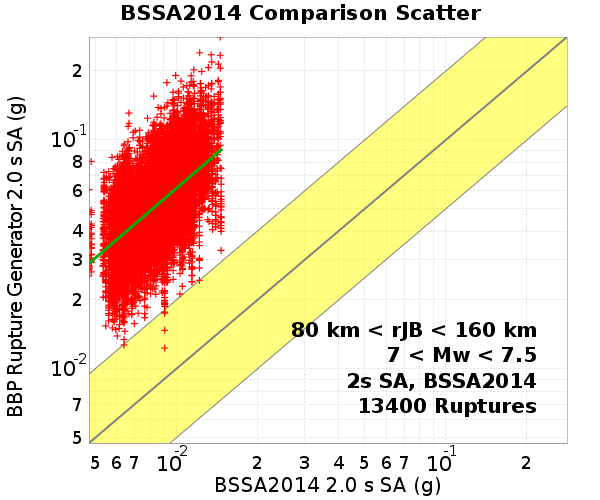 BSSA2014 Comparison Scatter
BBP Rupture Generator 2.0 s SA (g)
2
10-1
8
6
4
3
2
10-2
7
5
80 km < rJB < 160 km
7 < Mw < 7.5
2s SA, BSSA2014
13400 Ruptures
5 6 7 10-2 2 3 4 5 6 7 10-1 2
BSSA2014 2.0 s SA (g)